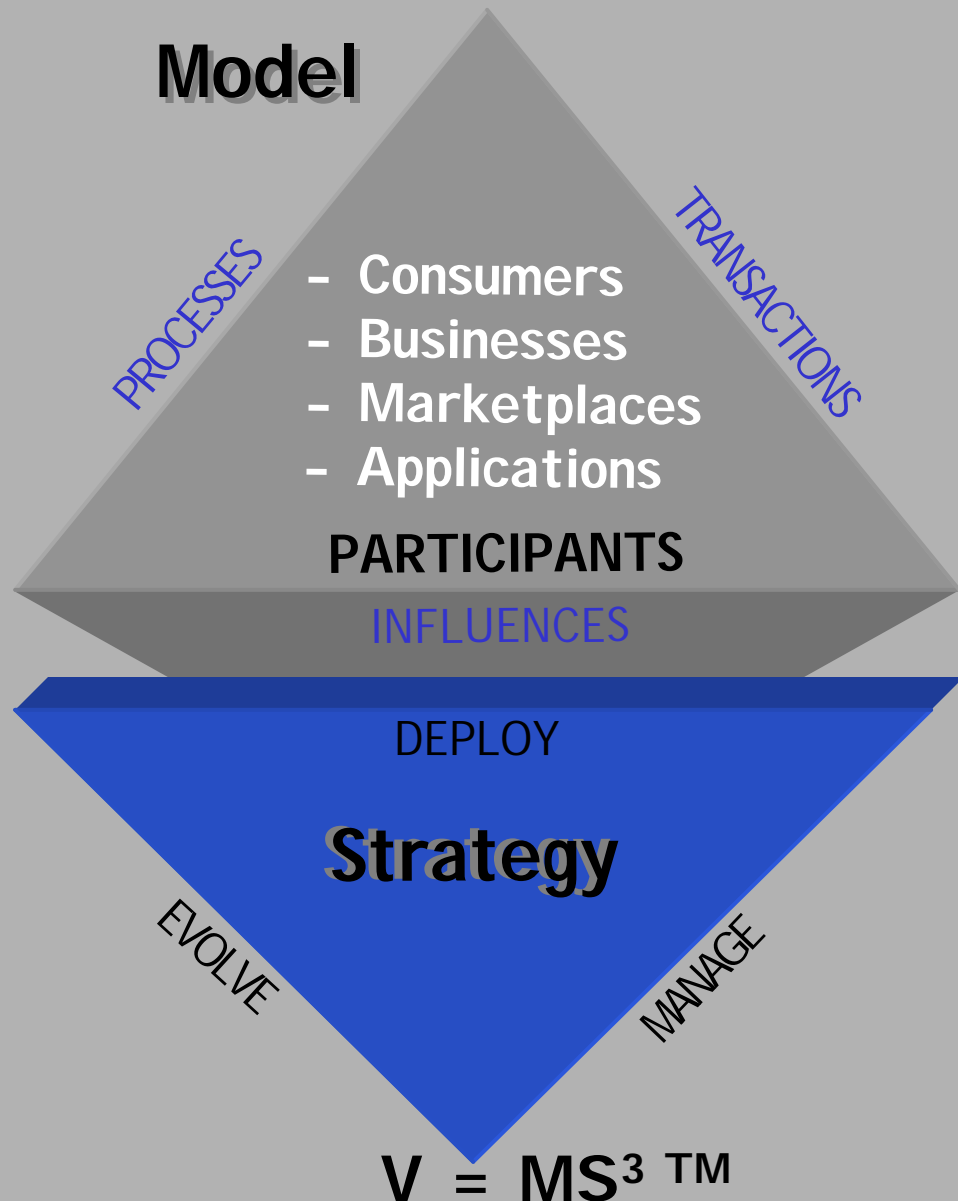 Model
PROCESSES
TRANSACTIONS
– Consumers
– Businesses
– Marketplaces
– Applications
PARTICIPANTS
INFLUENCES
DEPLOY
Strategy
EVOLVE
MANAGE
V = MS³ ™